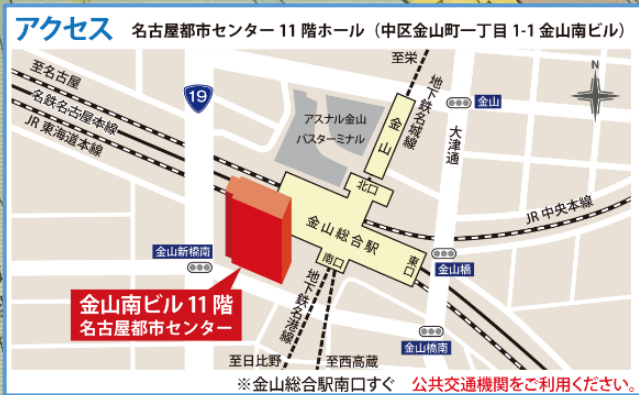 アクセス 名古屋都市センター 11 階ホール（中区金山町一丁目 1-1 金山南ビル）
至栄
至名古屋
名鉄名古屋本線
JR 東海道本線
19
地下鉄名城線
金山
大津通
アスナル金山
バスターミナル
金山
北口
JR 中央本線
金山総合駅
東口
金山新橋南
南口
金山橋
地下鉄名港線
金山南ビル 11 階
名古屋都市センター
金山橋南
至日比野
至西高蔵
※金山総合駅南口すぐ 公共交通機関をご利用ください。